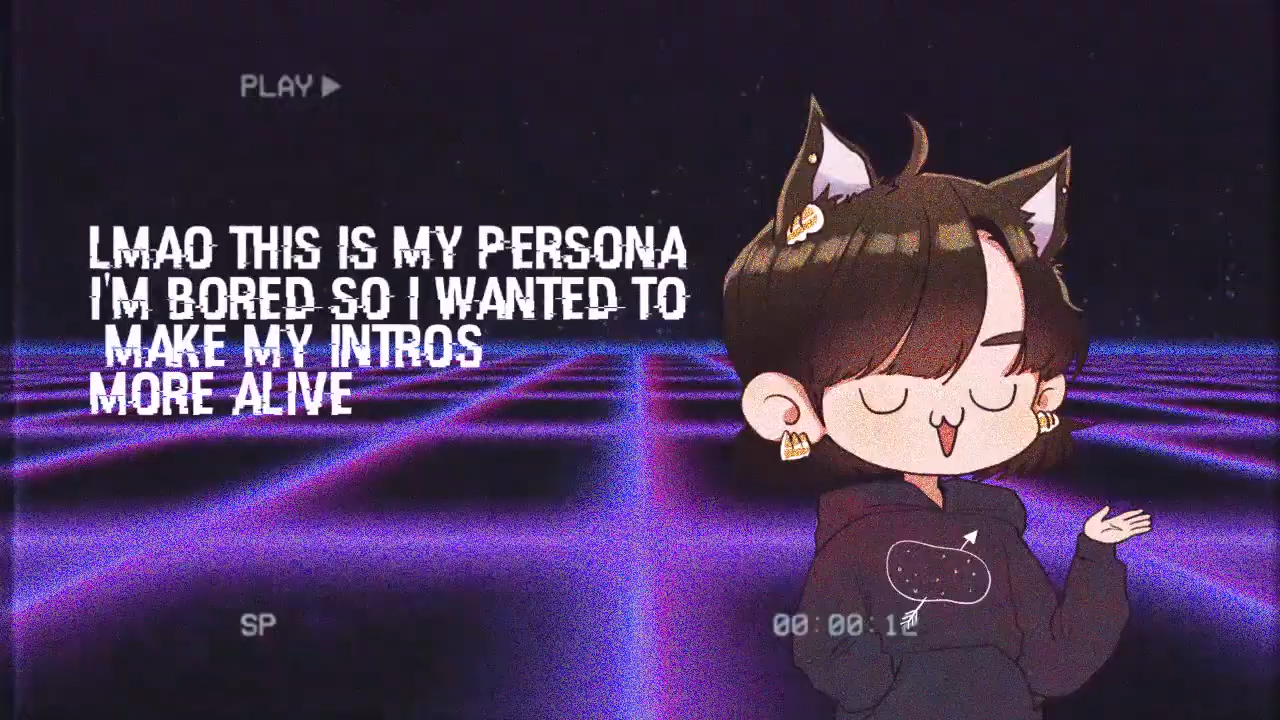 PLAY
LMAO THIS IS MY PERSONA
I'M BORED SO I WANTED TO
MAKE MY INTROS
MORE ALIVE
SP
00:00:12